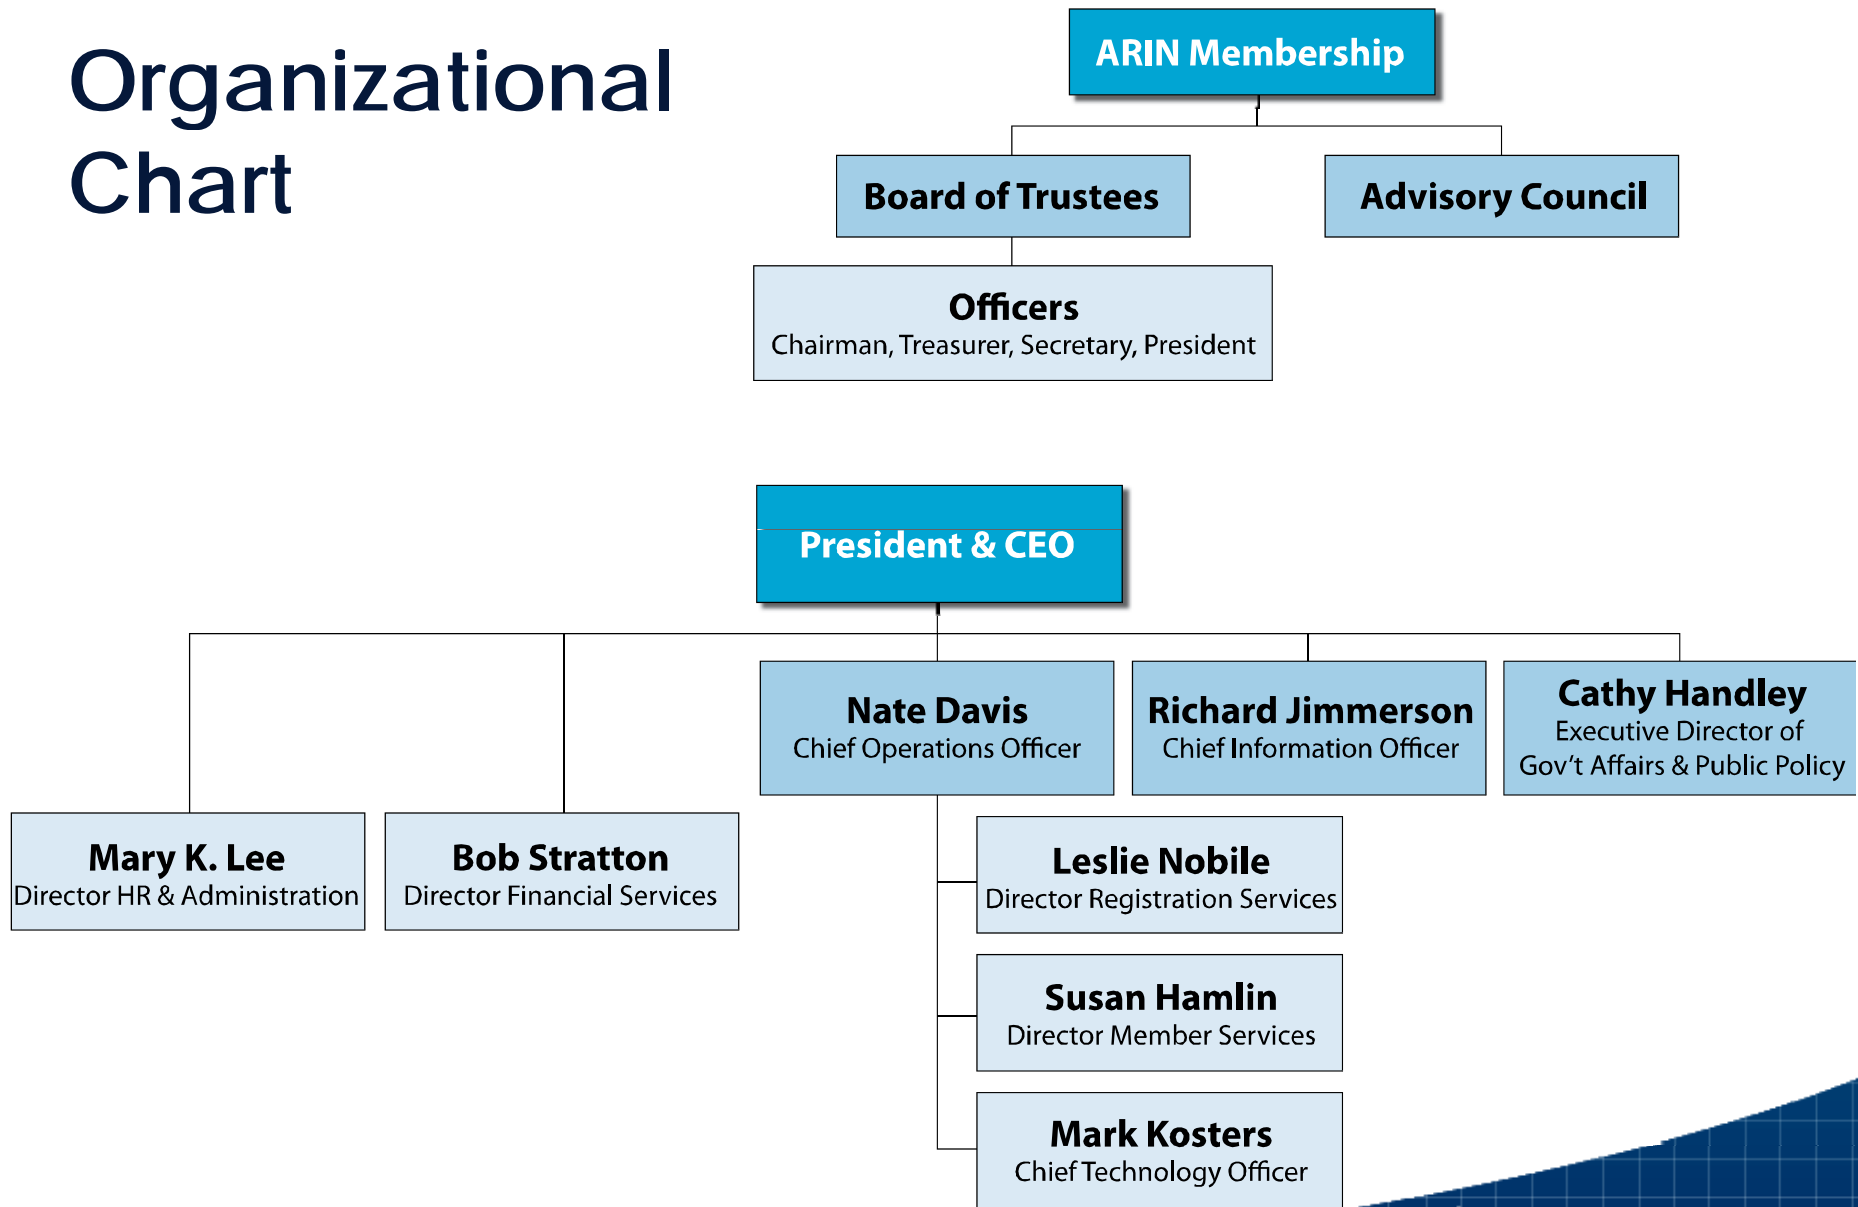 Organizational
Chart
ARIN Membership
Board of Trustees
Advisory Council
Officers
Chairman, Treasurer, Secretary, President
President & CEO
Nate Davis
Chief Operations Officer
Richard Jimmerson
Chief Information Officer
Cathy Handley
Executive Director of
Gov't Affairs & Public Policy
Mary K. Lee
Director HR & Administration
Bob Stratton
Director Financial Services
Leslie Nobile
Director Registration Services
Susan Hamlin
Director Member Services
Mark Kosters
Chief Technology Officer